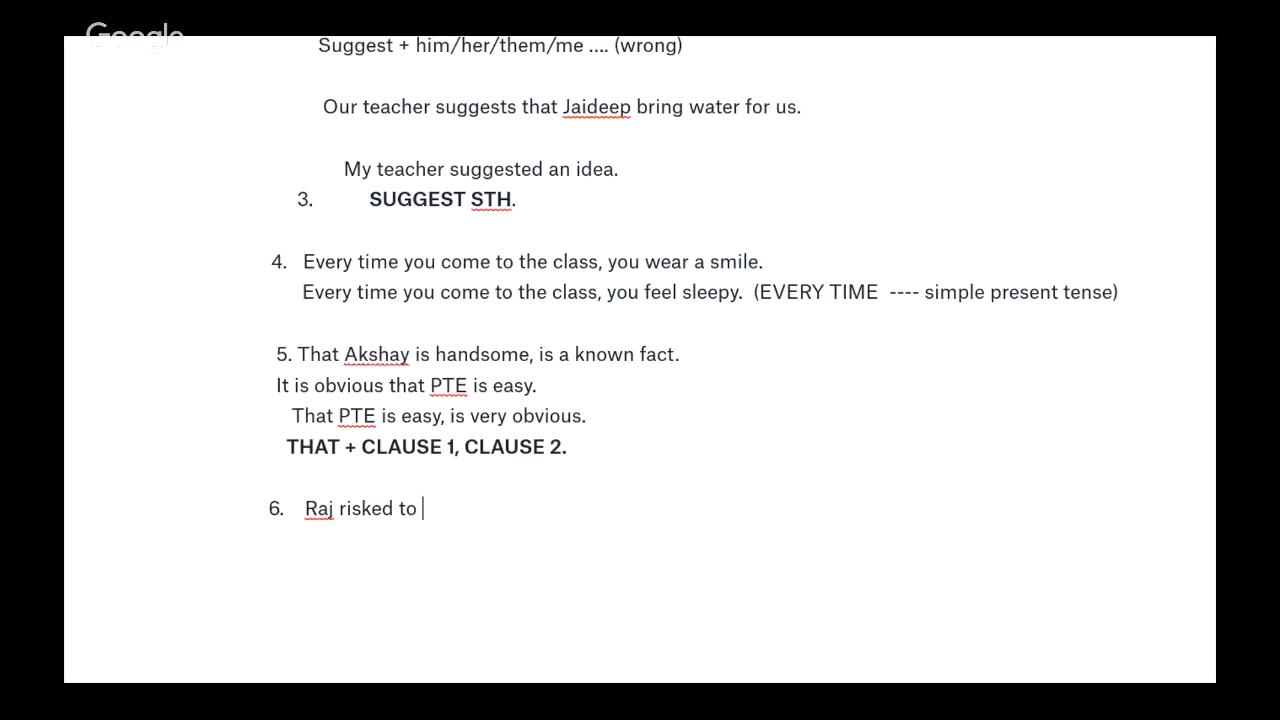 Google
Suggest + him/her/them/me .... (wrong)
Our teacher suggests that Jaideep bring water for us.
My teacher suggested an idea.
3. SUGGEST STH.
4. Every time you come to the class, you wear a smile.
Every time you come to the class, you feel sleepy. (EVERY TIME ---- simple present tense)
5. That Akshay is handsome, is a known fact.
It is obvious that PTE is easy.
That PTE is easy, is very obvious.
THAT + CLAUSE 1, CLAUSE 2.
6. Raj risked to